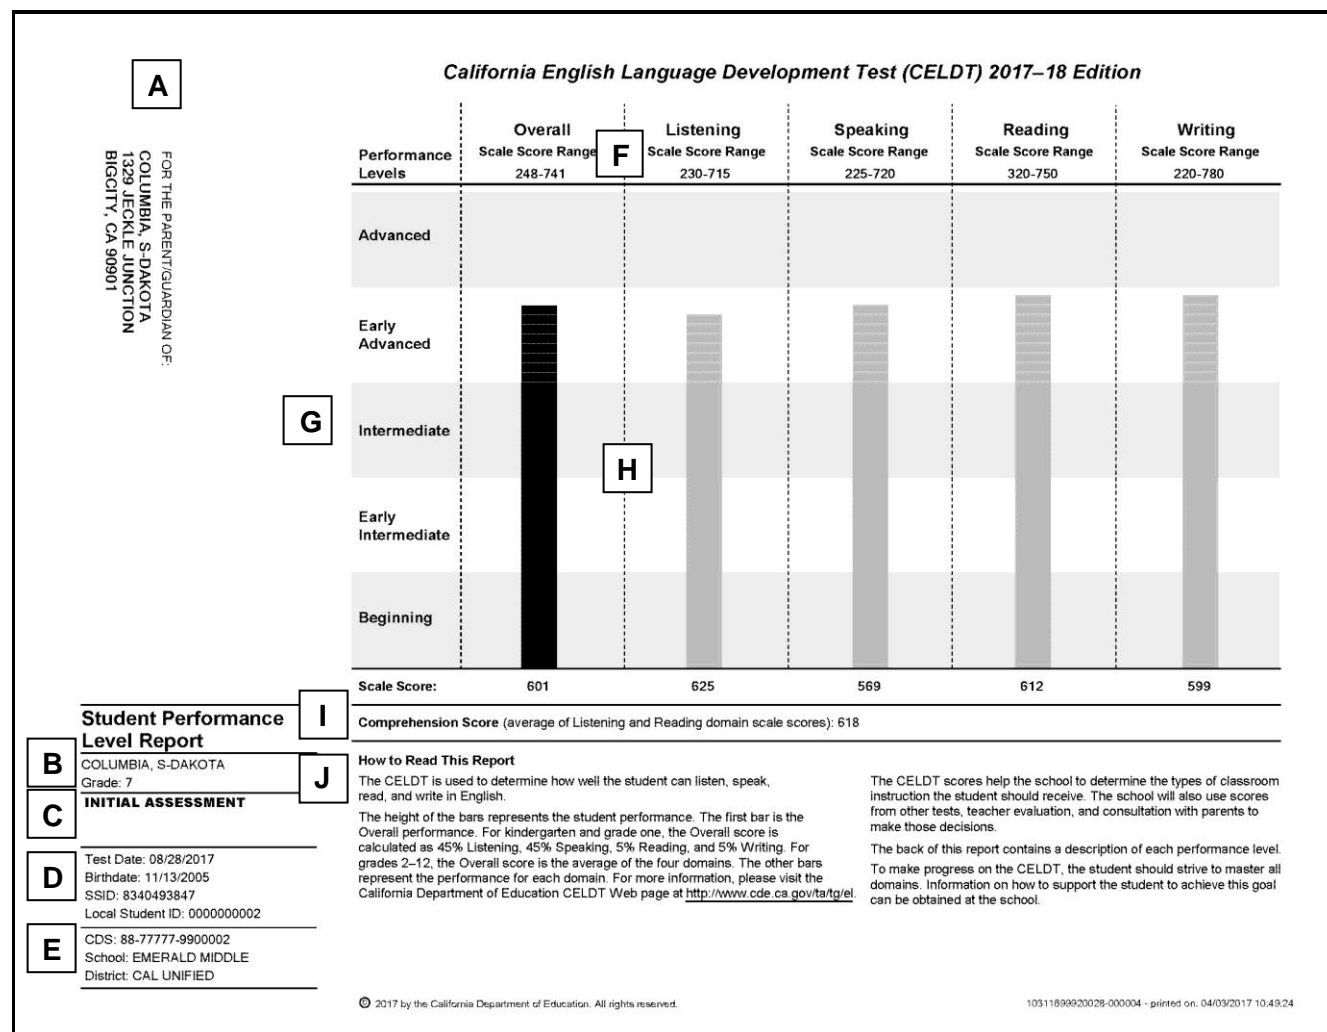 California English Language Development Test (CELDT) 2017–18 Edition
A
FOR THE PARENT/GUARDIAN OF:
COLUMBIA, S-DAKOTA
1329 JECKLE JUNCTION
BIGCITY, CA 90901
Performance
Levels
Overall
Scale Score Range
248-741
F
Listening
Scale Score Range
230-715
Speaking
Scale Score Range
225-720
Reading
Scale Score Range
320-750
Writing
Scale Score Range
220-780
Advanced
Early
Advanced
G
Intermediate
H
Early
Intermediate
Beginning
Scale Score: 601 625 569 612 599
I
Comprehension Score (average of Listening and Reading domain scale scores): 618
Student Performance
Level Report
B
COLUMBIA, S-DAKOTA
Grade: 7
C
INITIAL ASSESSMENT
D
Test Date: 08/28/2017
Birthdate: 11/13/2005
SSID: 8340493847
Local Student ID: 0000000002
E
CDS: 88-77777-9900002
School: EMERALD MIDDLE
District: CAL UNIFIED
J
How to Read This Report
The CELDT is used to determine how well the student can listen, speak,
read, and write in English.
The height of the bars represents the student performance. The first bar is the
Overall performance. For kindergarten and grade one, the Overall score is
calculated as 45% Listening, 45% Speaking, 5% Reading, and 5% Writing. For
grades 2–12, the Overall score is the average of the four domains. The other bars
represent the performance for each domain. For more information, please visit the
California Department of Education CELDT Web page at http://www.cde.ca.gov/ta/tg/el.
The CELDT scores help the school to determine the types of classroom
instruction the student should receive. The school will also use scores
from other tests, teacher evaluation, and consultation with parents to
make those decisions.
The back of this report contains a description of each performance level.
To make progress on the CELDT, the student should strive to master all
domains. Information on how to support the student to achieve this goal
can be obtained at the school.
© 2017 by the California Department of Education. All rights reserved.
10311699920028-000004 - printed on: 04/03/2017 10:49:24